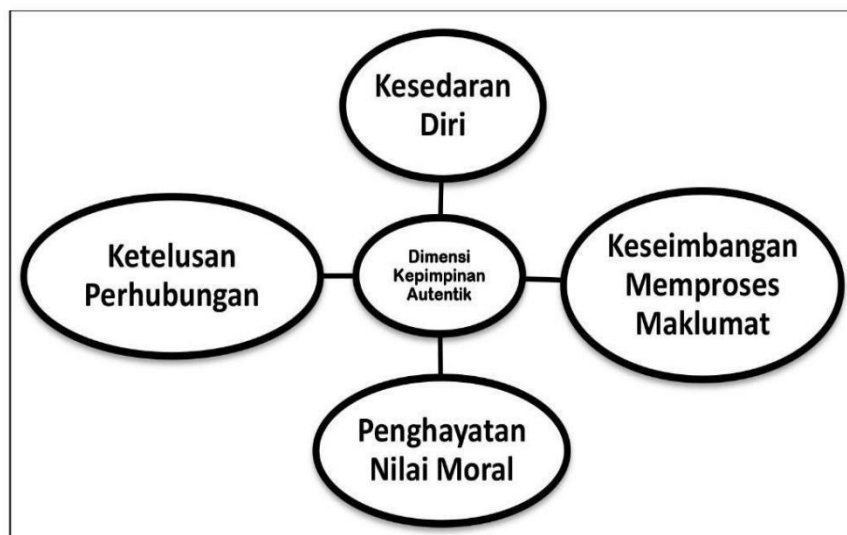 Kesedaran
Diri
Ketelusan
Perhubungan
Dimensi
Kepimpinan
Autentik
Keseimbangan
Memproses
Maklumat
Penghayatan
Nilai Moral